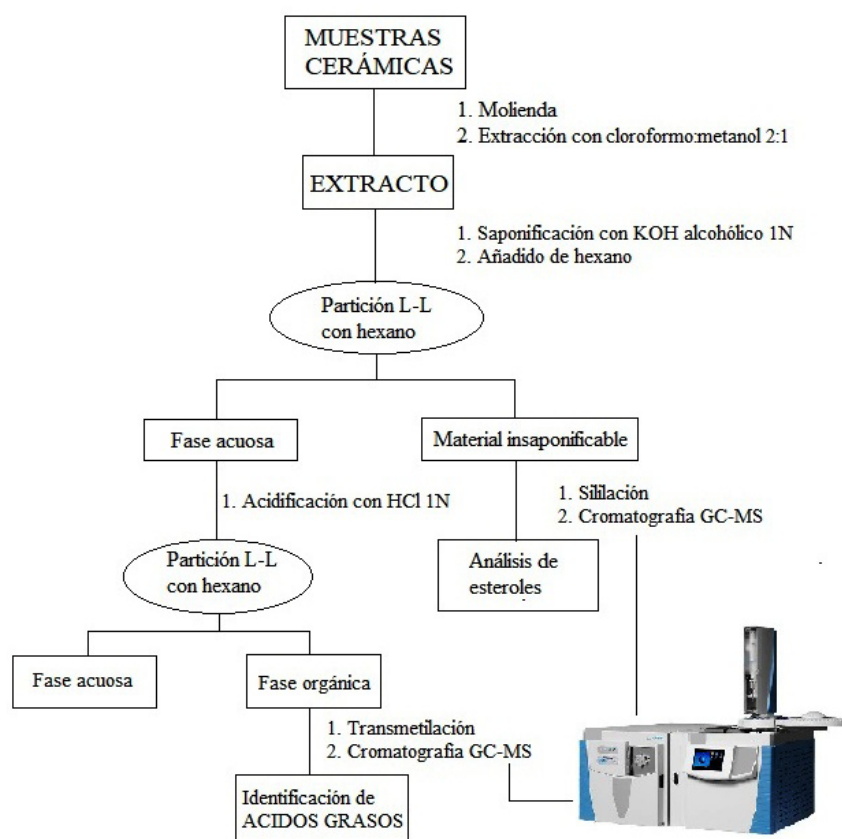 MUESTRAS
CERÁMICAS
1. Molienda
2. Extracción con cloroformo:metanol 2:1
EXTRACTO
1. Saponificación con KOH alcohólico 1N
2. Añadido de hexano
Partición L-L
con hexano
Fase acuosa
Material insaponificable
1. Acidificación con HCl 1N
1. Sililación
2. Cromatografía GC-MS
Partición L-L
con hexano
Análisis de
esteroles
Fase acuosa
Fase orgánica
1. Transmetilación
2. Cromatografía GC-MS
Identificación de
ACIDOS GRASOS